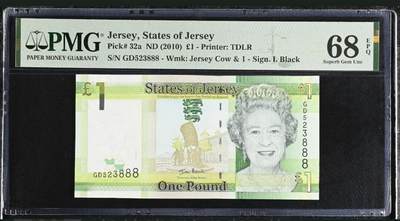 PMG
PAPER MONEY GUARANTY
Jersey, States of Jersey
Pick# 32a ND (2010) £1 - Printer: TDLR
S/N GD523888 - Wmk: Jersey Cow & 1 - Sign. I. Black
68 EPQ
Superb Gem Unc
£1
States of Jersey
£1
GD523888
GD523888
One Pound
£1